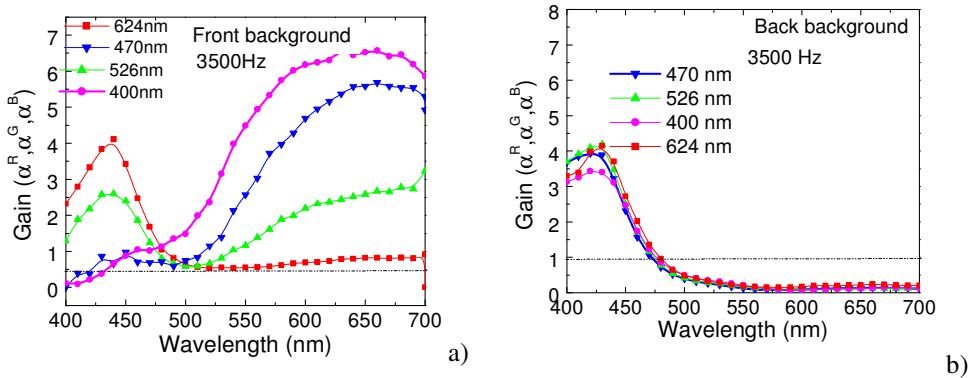 624nm
470nm
526nm
400nm
Front background
3500Hz
Gain (α^R,α^G,α^B)
7
6
5
4
3
2
1
0
400 450 500 550 600 650 700
Wavelength (nm)
a)
Back background
3500 Hz
470 nm
526 nm
400 nm
624 nm
Gain (α^R,α^G,α^B)
8
7
6
5
4
3
2
1
0
400 450 500 550 600 650 700
Wavelength (nm)
b)